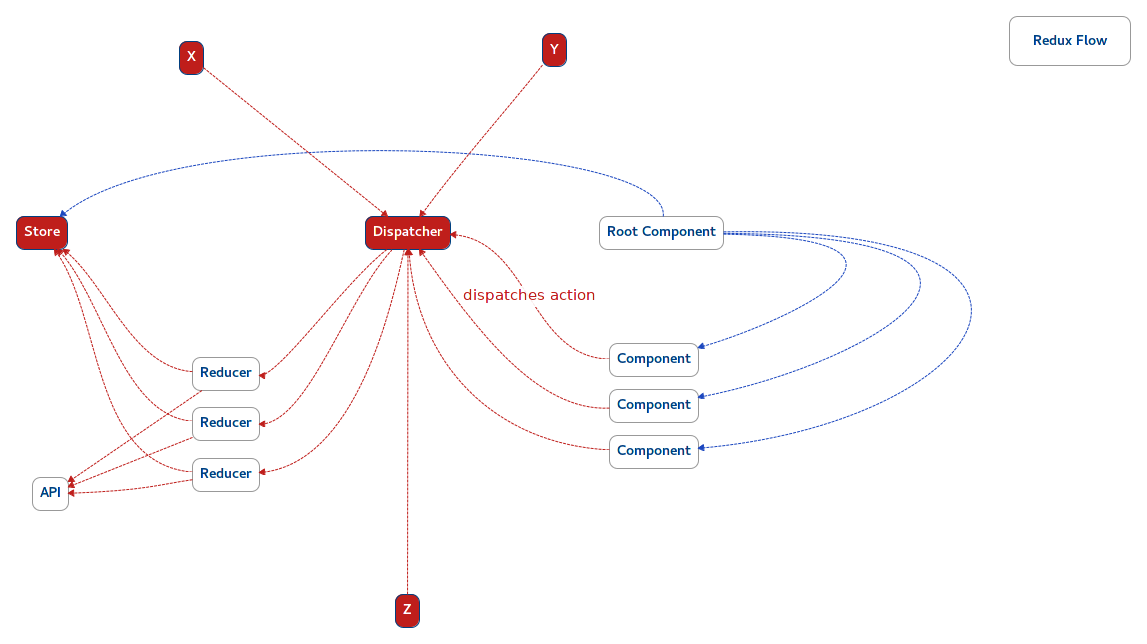 Redux Flow
X
Y
Store
Dispatcher
Root Component
dispatches action
Component
Component
Component
Reducer
Reducer
Reducer
API
Z